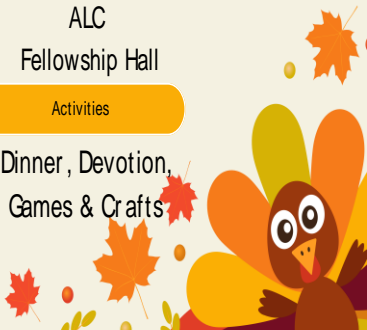 ALC
Fellowship Hall
Activities
Dinner, Devotion,
Games & Crafts